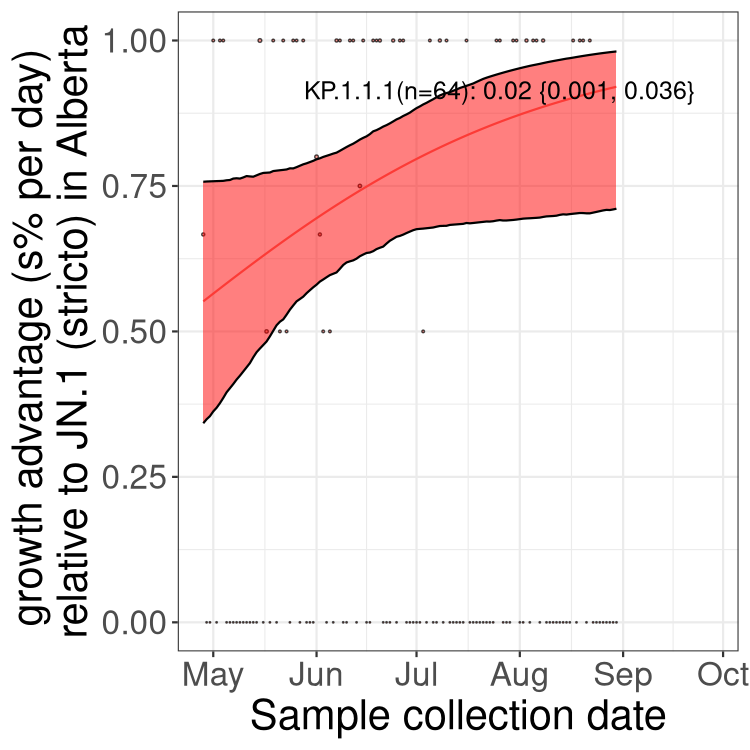 growth advantage (s% per day)
relative to JN.1 (stricto) in Alberta
1.00
0.75
0.50
0.25
0.00
KP.1.1.1(n=64): 0.02 {0.001, 0.036}
May Jun Jul Aug Sep Oct
Sample collection date